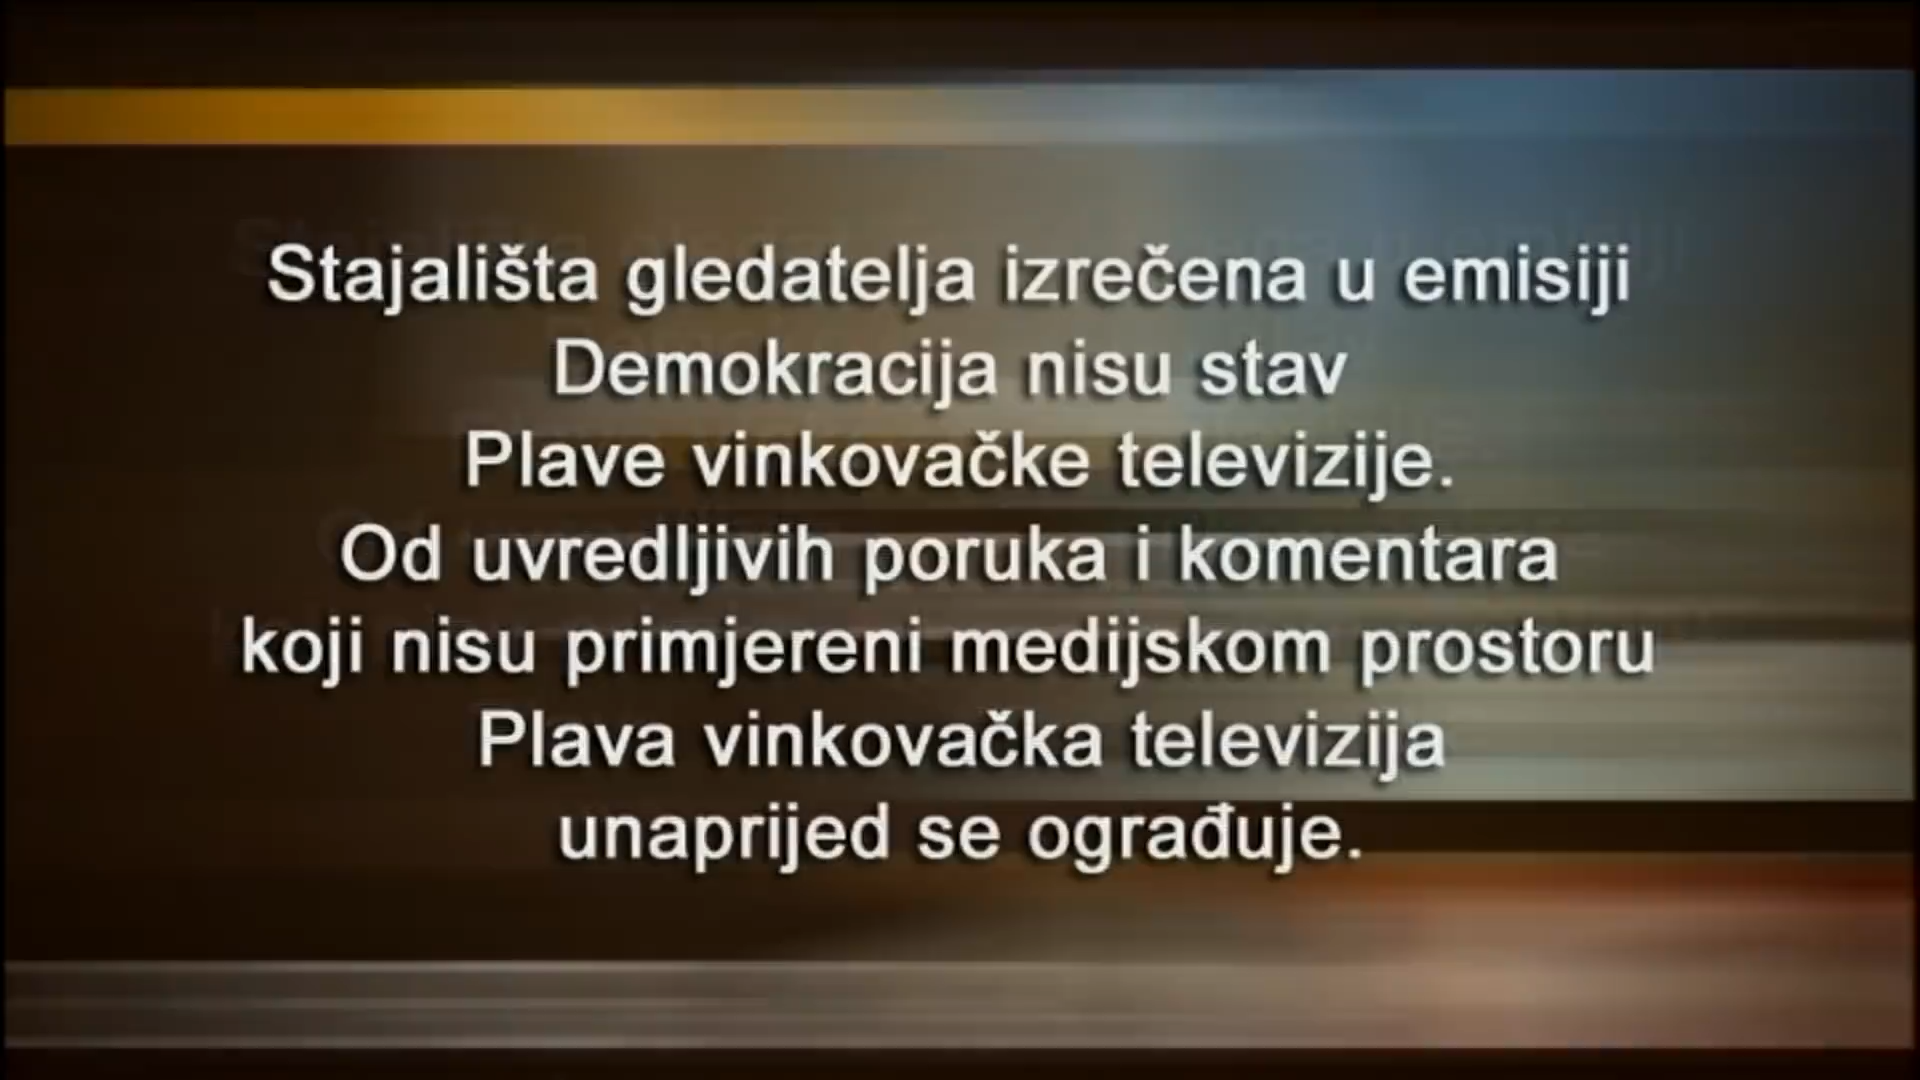 Stajališta gledatelja izrečena u emisiji
Demokracija nisu stav
Plave vinkovačke televizije.
Od uvredljivih poruka i komentara
koji nisu primjereni medijskom prostoru
Plava vinkovačka televizija
unaprijed se ograđuje.